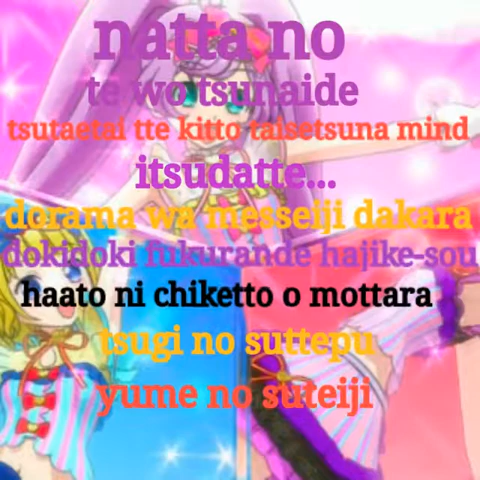 natta no
te wo tsunaide
tsutaetai tte kitto taisetsuna mind
itsudatte...
dorama wa messeiji dakara
dokidoki fukurande hajike-sou
haato ni chiketto o mottara
tsugi no suttepu
yume no suteiji